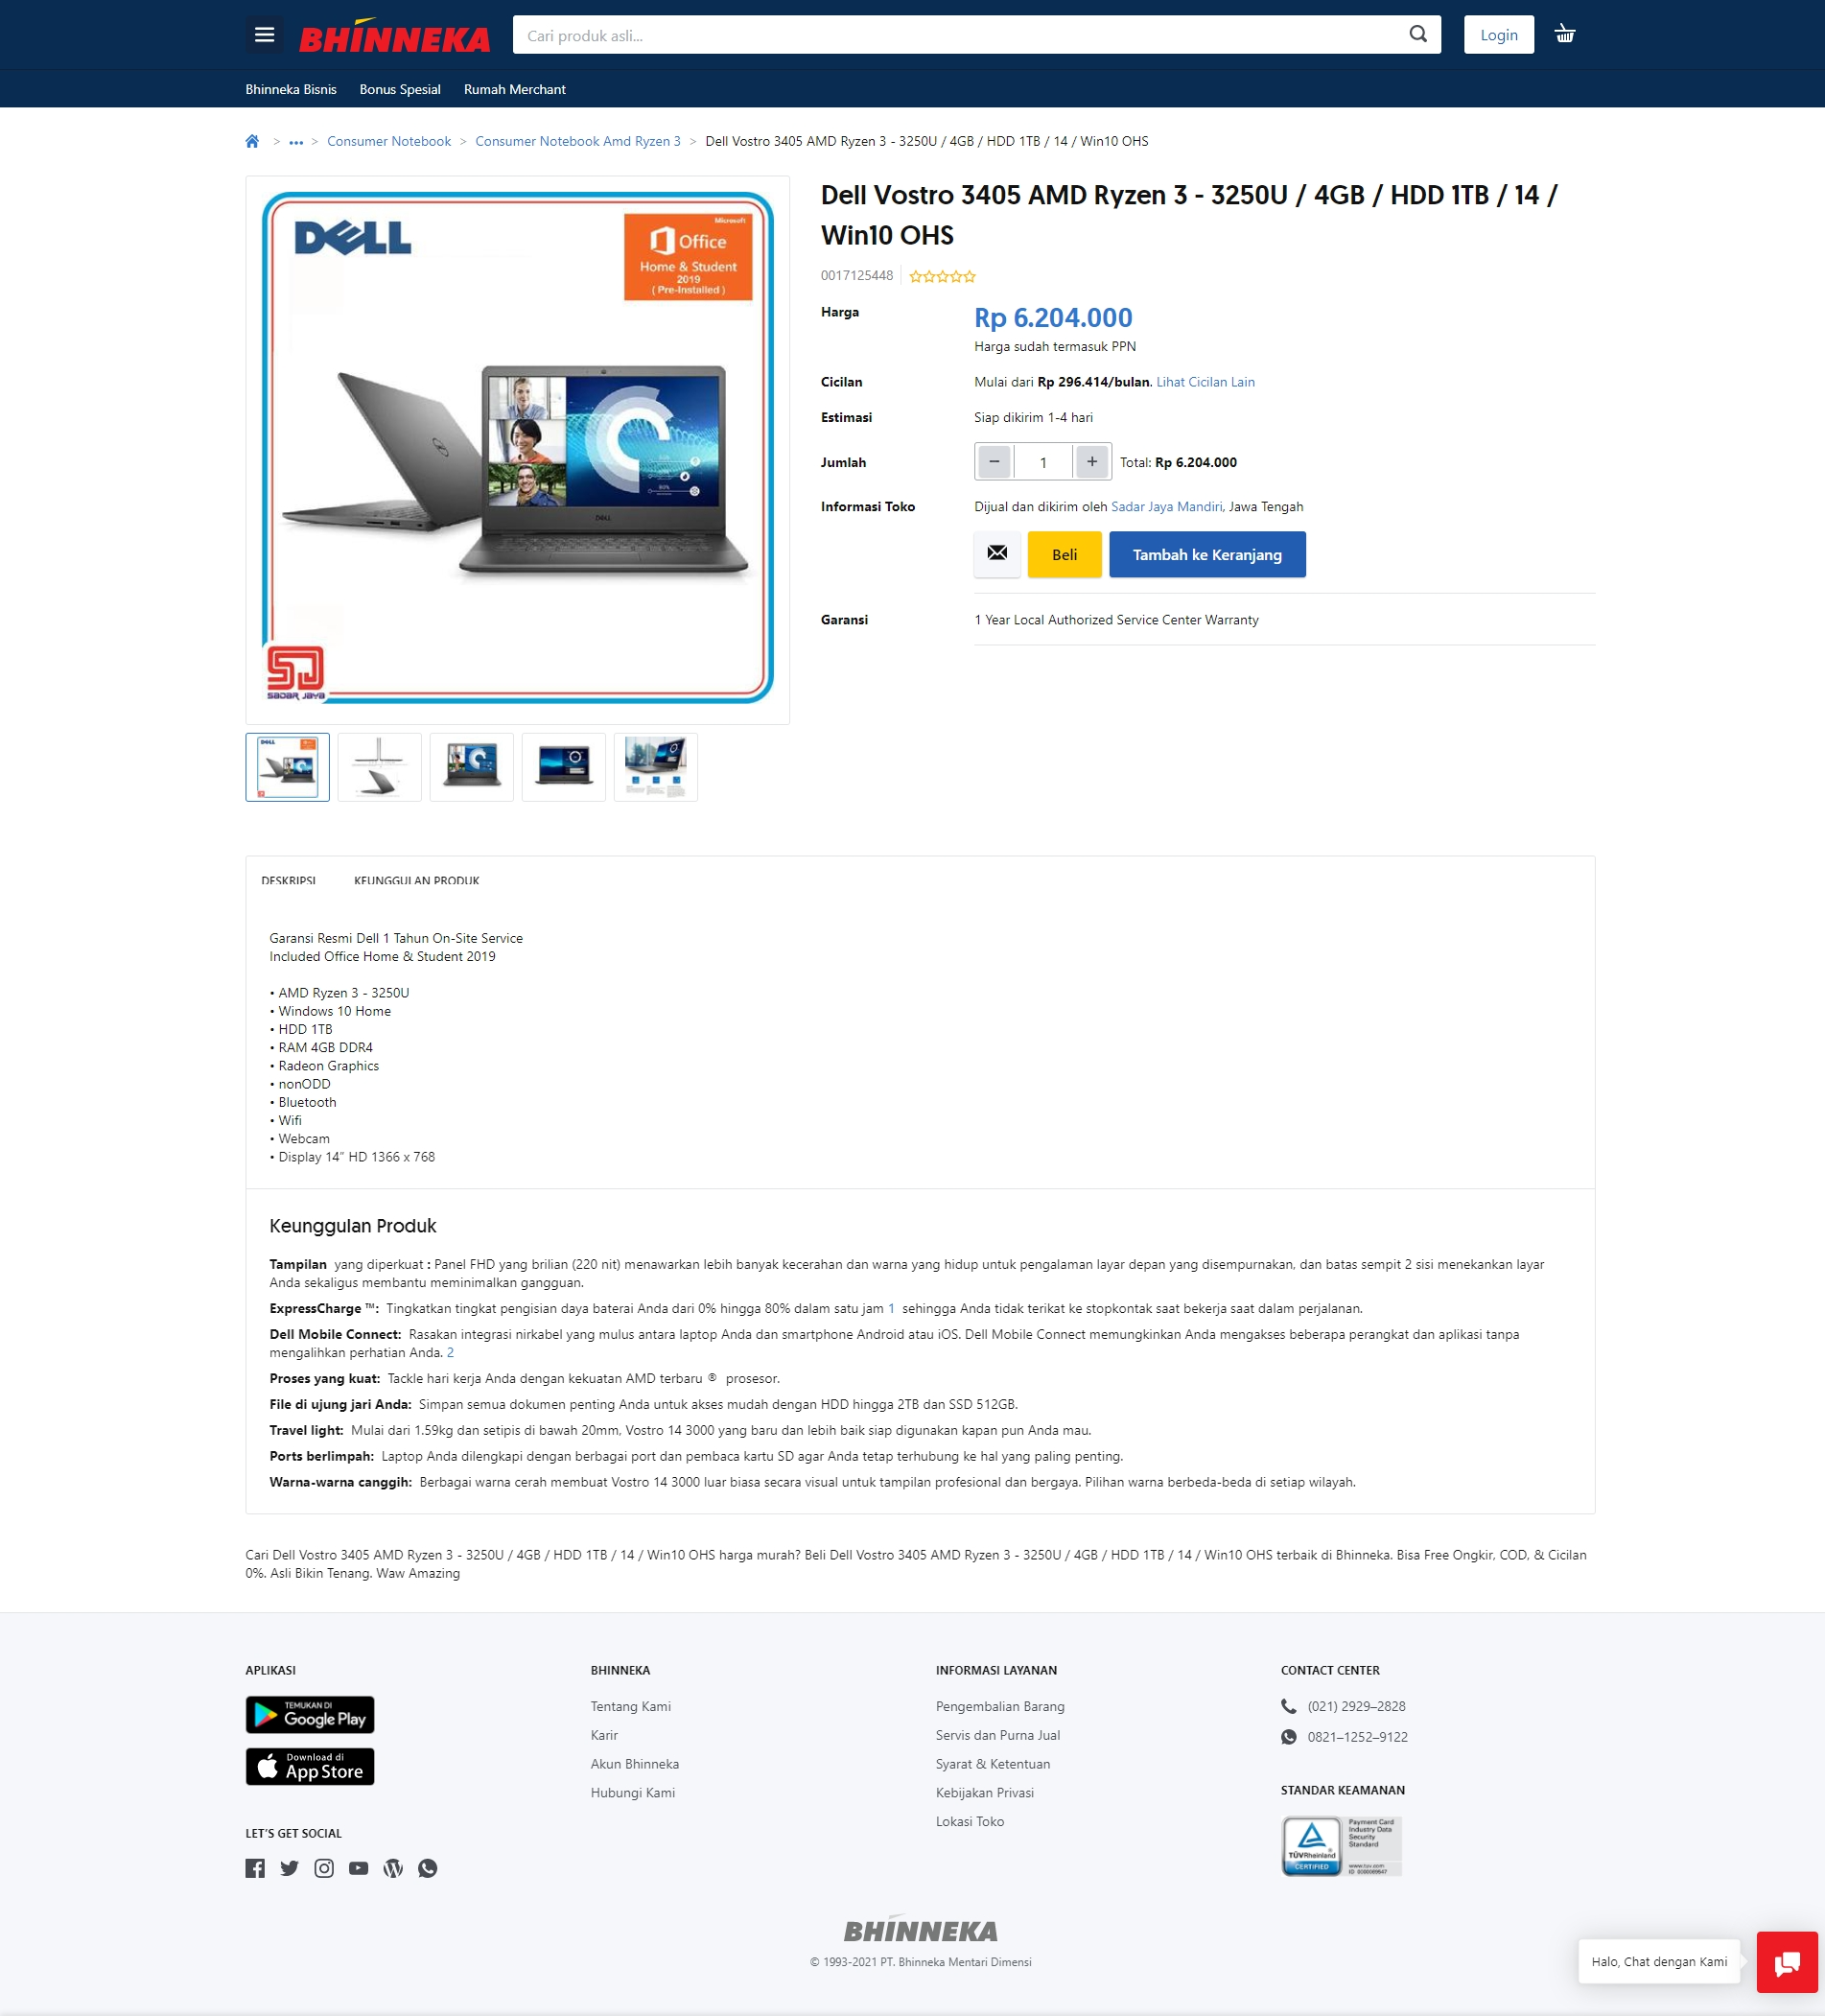 BHINNEKA
Cari produk asli...
Login
Bhinneka Bisnis
Bonus Spesial
Rumah Merchant
> ••• > Consumer Notebook > Consumer Notebook Amd Ryzen 3 > Dell Vostro 3405 AMD Ryzen 3 - 3250U / 4GB / HDD 1TB / 14 / Win10 OHS
DELL
Microsoft
Office
Home & Student
2019
( Pre-Installed )
DELL
SJ
SADAR JAYA
Dell Vostro 3405 AMD Ryzen 3 - 3250U / 4GB / HDD 1TB / 14 /
Win10 OHS
0017125448
Harga
Rp 6.204.000
Harga sudah termasuk PPN
Cicilan
Mulai dari Rp 296.414/bulan. Lihat Cicilan Lain
Estimasi
Siap dikirim 1-4 hari
Jumlah
− 1 + Total: Rp 6.204.000
Informasi Toko
Dijual dan dikirim oleh Sadar Jaya Mandiri, Jawa Tengah
Beli
Tambah ke Keranjang
Garansi
1 Year Local Authorized Service Center Warranty
DESKRIPSI
KEUNGGULAN PRODUK
Garansi Resmi Dell 1 Tahun On-Site Service
Included Office Home & Student 2019
• AMD Ryzen 3 - 3250U
• Windows 10 Home
• HDD 1TB
• RAM 4GB DDR4
• Radeon Graphics
• nonODD
• Bluetooth
• Wifi
• Webcam
• Display 14” HD 1366 x 768
Keunggulan Produk
Tampilan yang diperkuat : Panel FHD yang brilian (220 nit) menawarkan lebih banyak kecerahan dan warna yang hidup untuk pengalaman layar depan yang disempurnakan, dan batas sempit 2 sisi menekankan layar
Anda sekaligus membantu meminimalkan gangguan.
ExpressCharge ™: Tingkatkan tingkat pengisian daya baterai Anda dari 0% hingga 80% dalam satu jam 1 sehingga Anda tidak terikat ke stopkontak saat bekerja saat dalam perjalanan.
Dell Mobile Connect: Rasakan integrasi nirkabel yang mulus antara laptop Anda dan smartphone Android atau iOS. Dell Mobile Connect memungkinkan Anda mengakses beberapa perangkat dan aplikasi tanpa
mengalihkan perhatian Anda. 2
Proses yang kuat: Tackle hari kerja Anda dengan kekuatan AMD terbaru ® prosesor.
File di ujung jari Anda: Simpan semua dokumen penting Anda untuk akses mudah dengan HDD hingga 2TB dan SSD 512GB.
Travel light: Mulai dari 1.59kg dan setipis di bawah 20mm, Vostro 14 3000 yang baru dan lebih baik siap digunakan kapan pun Anda mau.
Ports berlimpah: Laptop Anda dilengkapi dengan berbagai port dan pembaca kartu SD agar Anda tetap terhubung ke hal yang paling penting.
Warna-warna canggih: Berbagai warna cerah membuat Vostro 14 3000 luar biasa secara visual untuk tampilan profesional dan bergaya. Pilihan warna berbeda-beda di setiap wilayah.
Cari Dell Vostro 3405 AMD Ryzen 3 - 3250U / 4GB / HDD 1TB / 14 / Win10 OHS harga murah? Beli Dell Vostro 3405 AMD Ryzen 3 - 3250U / 4GB / HDD 1TB / 14 / Win10 OHS terbaik di Bhinneka. Bisa Free Ongkir, COD, & Cicilan
0%. Asli Bikin Tenang. Waw Amazing
APLIKASI
TEMUKAN DI
Google Play
Download di
App Store
LET'S GET SOCIAL
BHINNEKA
Tentang Kami
Karir
Akun Bhinneka
Hubungi Kami
INFORMASI LAYANAN
Pengembalian Barang
Servis dan Purna Jual
Syarat & Ketentuan
Kebijakan Privasi
Lokasi Toko
CONTACT CENTER
(021) 2929–2828
0821–1252–9122
STANDAR KEAMANAN
TÜVRheinland
CERTIFIED
Payment Card
Industry Data
Security
Standard
www.tuv.com
BHINNEKA
© 1993-2021 PT. Bhinneka Mentari Dimensi
Halo, Chat dengan Kami